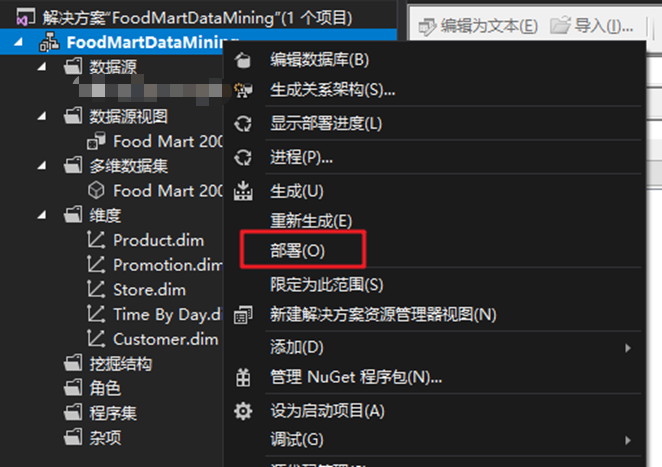 解决方案"FoodMartDataMining"(1 个项目)
FoodMartDataMining
数据源
数据源视图
Food Mart 200
多维数据集
Food Mart 200
维度
Product.dim
Promotion.dim
Store.dim
Time By Day.d
Customer.dim
挖掘结构
角色
程序集
杂项
编辑为文本(E)
导入(I)...
编辑数据库(B)
生成关系架构(S)...
显示部署进度(L)
进程(P)...
生成(U)
重新生成(E)
部署(O)
限定为此范围(S)
新建解决方案资源管理器视图(N)
添加(D)
管理 NuGet 程序包(N)...
设为启动项目(A)
调试(G)